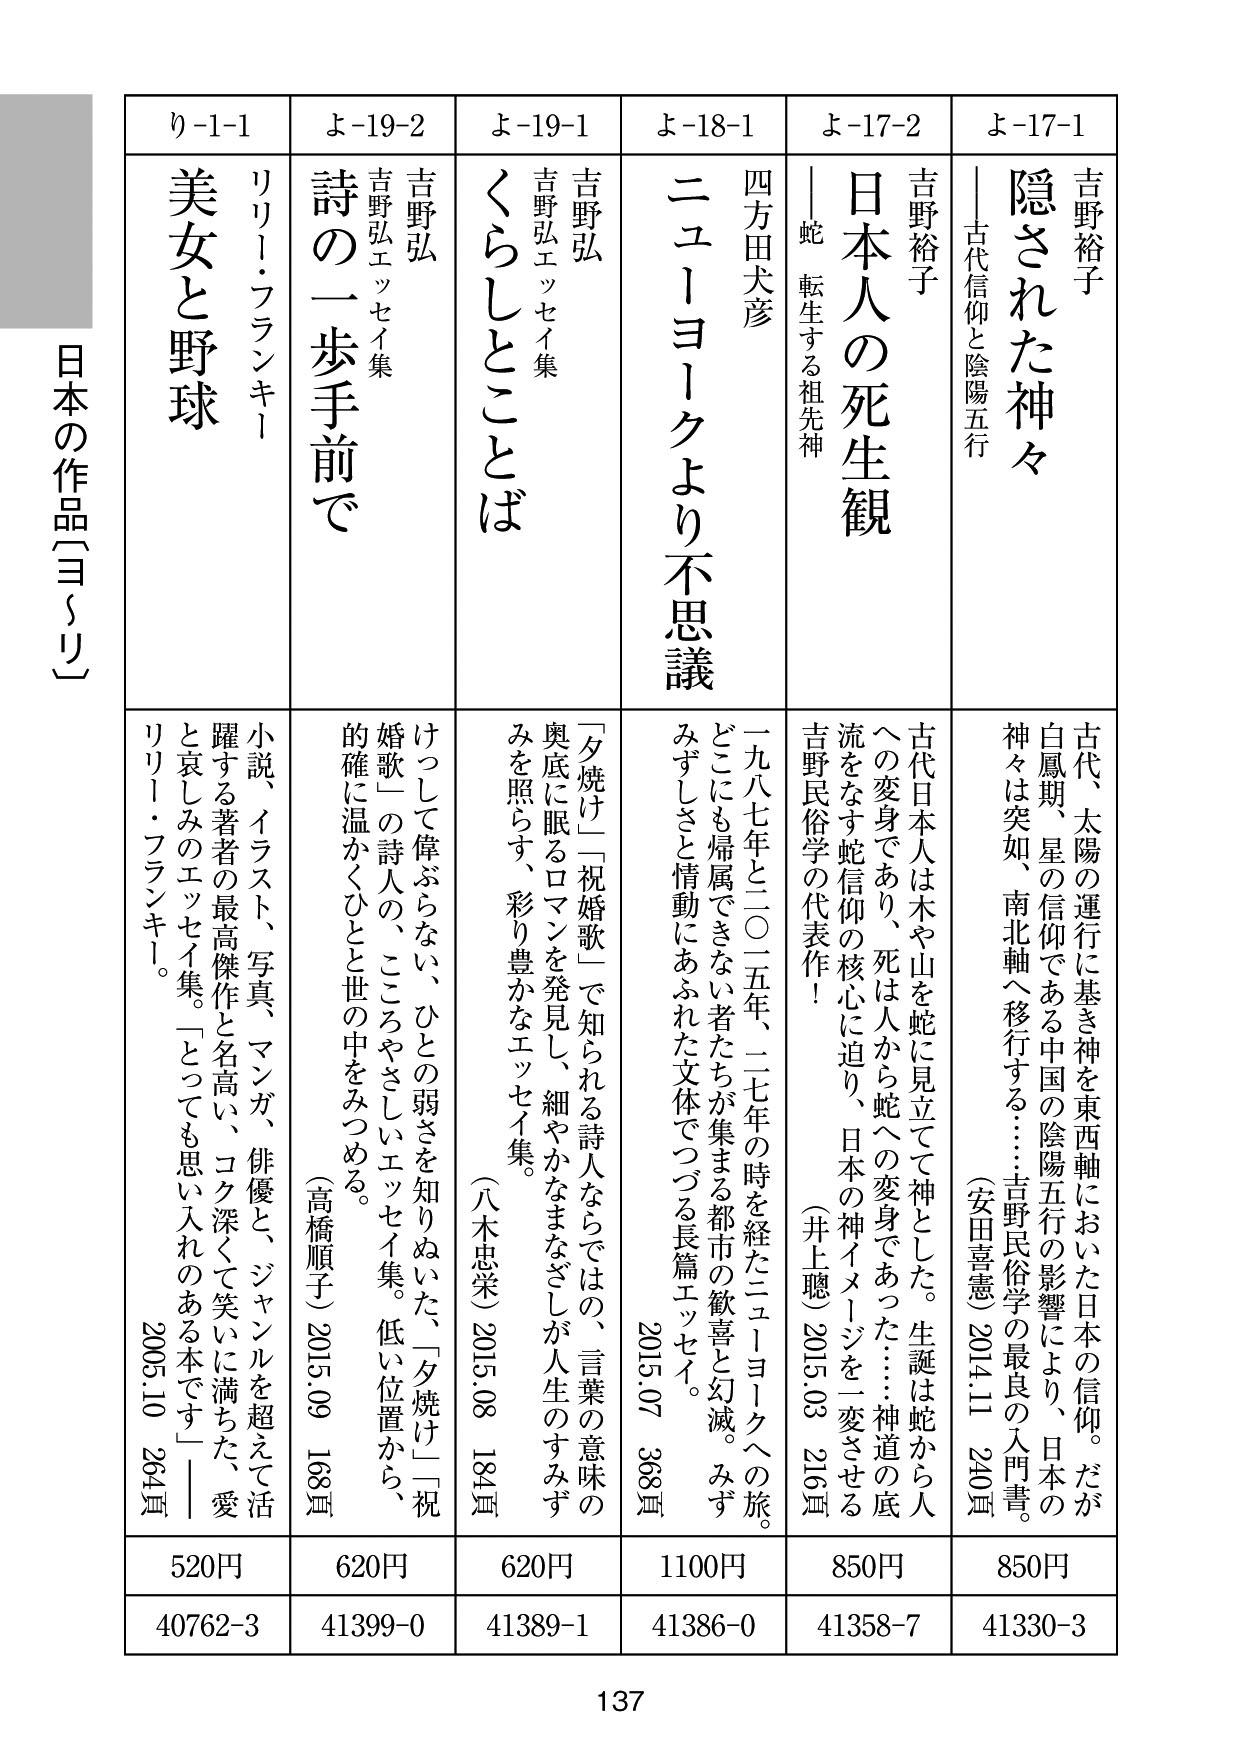 よ-17-1
吉野裕子
隠された神々
――古代信仰と陰陽五行
古代、太陽の運行に基き神を東西軸においた日本の信仰。だが
白鳳期、星の信仰である中国の陰陽五行の影響により、日本の
神々は突如、南北軸へ移行する……吉野民俗学の最良の入門書。
（安田喜憲）2014.11　240頁
850円
41330-3
よ-17-2
吉野裕子
日本人の死生観
――蛇　転生する祖先神
古代日本人は木や山を蛇に見立てて神とした。生誕は蛇から人
への変身であり、死は人から蛇への変身であった……神道の底
流をなす蛇信仰の核心に迫り、日本の神イメージを一変させる
吉野民俗学の代表作！　（井上聰）2015.03　216頁
850円
41358-7
よ-18-1
四方田犬彦
ニューヨークより不思議
一九八七年と二〇一五年、二七年の時を経たニューヨークへの旅。
どこにも帰属できない者たちが集まる都市の歓喜と幻滅。みず
みずしさと情動にあふれた文体でつづる長篇エッセイ。
2015.07　368頁
1100円
41386-0
よ-19-1
吉野弘
吉野弘エッセイ集
くらしとことば
「夕焼け」「祝婚歌」で知られる詩人ならではの、言葉の意味の
奥底に眠るロマンを発見し、細やかなまなざしが人生のすみず
みを照らす、彩り豊かなエッセイ集。
（八木忠栄）2015.08　184頁
620円
41389-1
よ-19-2
吉野弘
吉野弘エッセイ集
詩の一歩手前で
けっして偉ぶらない、ひとの弱さを知りぬいた、「夕焼け」「祝
婚歌」の詩人の、こころやさしいエッセイ集。低い位置から、
的確に温かくひとと世の中をみつめる。
（高橋順子）2015.09　168頁
620円
41399-0
り-1-1
リリー・フランキー
美女と野球
小説、イラスト、写真、マンガ、俳優と、ジャンルを超えて活
躍する著者の最高傑作と名高い、コク深くて笑いに満ちた、愛
と哀しみのエッセイ集。「とっても思い入れのある本です」――
リリー・フランキー。
2005.10　264頁
520円
40762-3
日本の作品〔ヨ〜リ〕
137